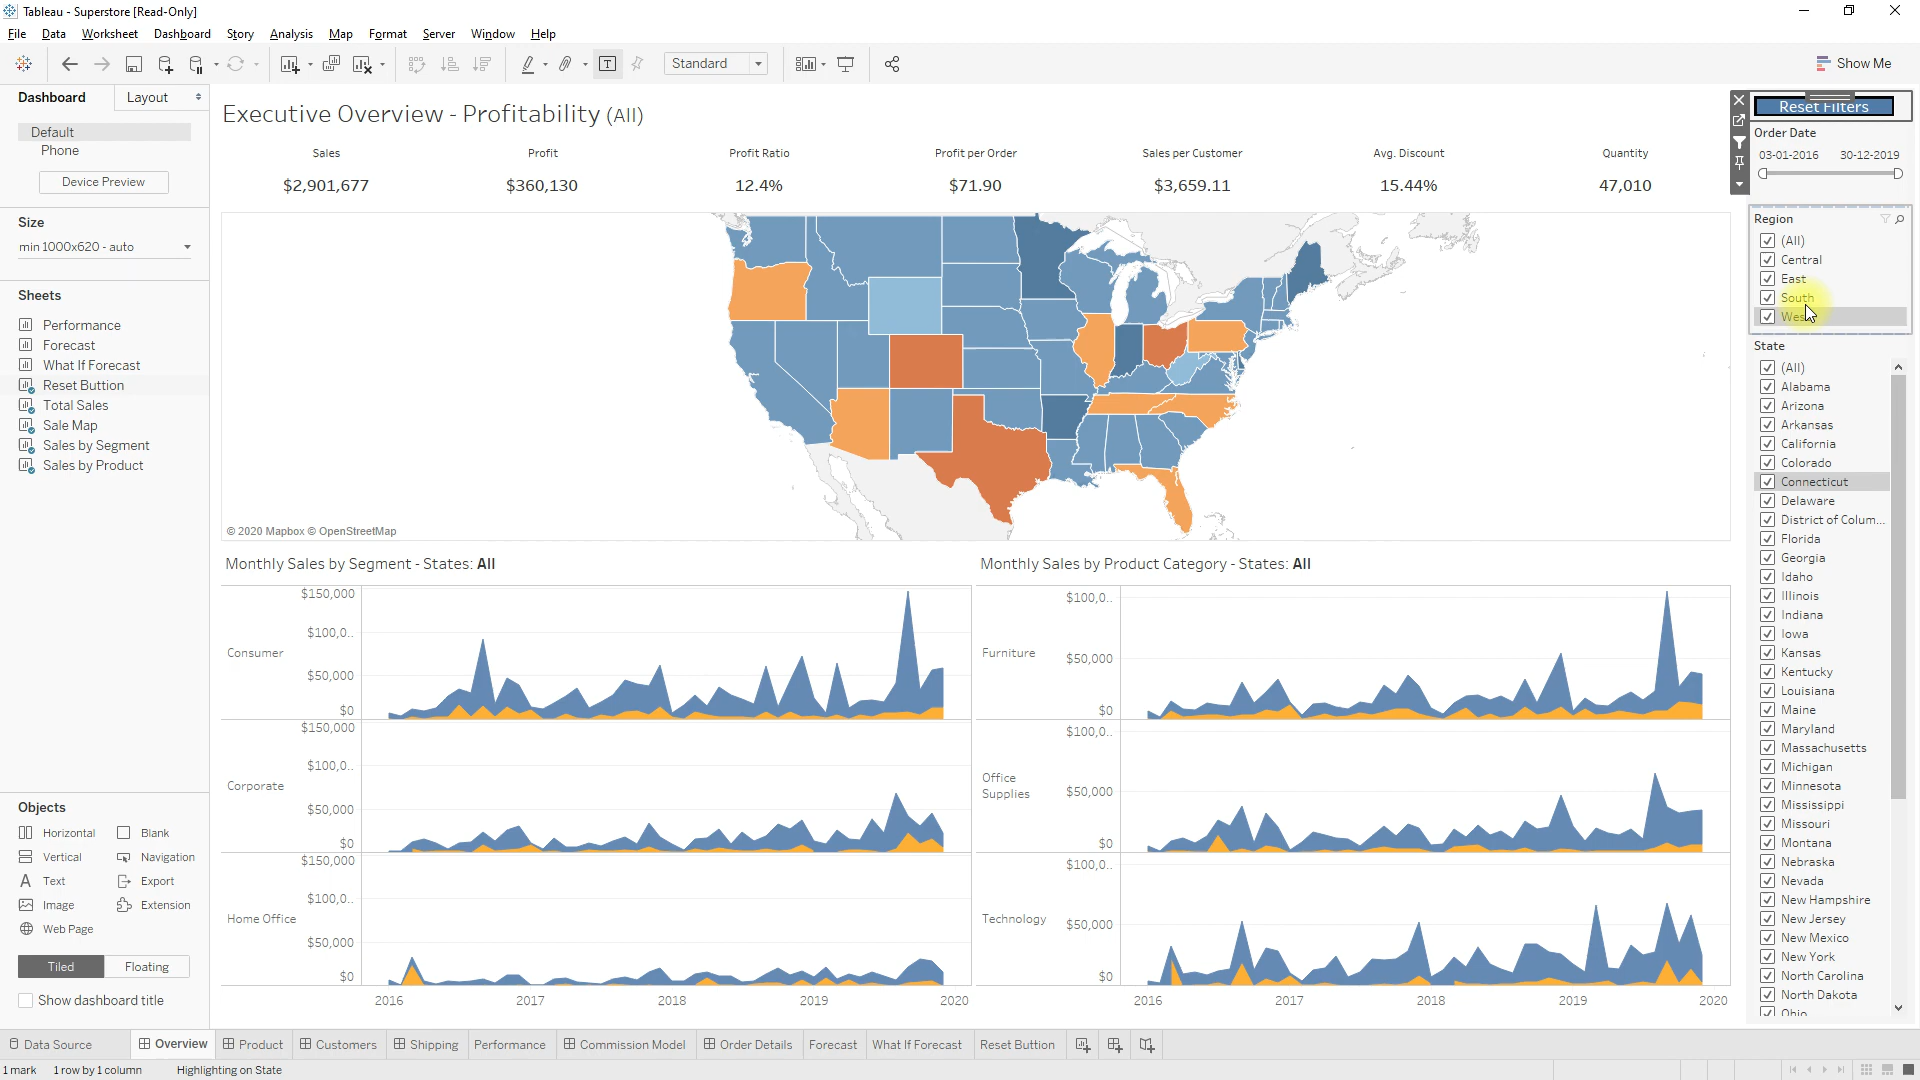 Tableau - Superstore [Read-Only]
File Data Worksheet Dashboard Story Analysis Map Format Server Window Help
Standard
Show Me
Dashboard Layout
Default
Phone
Device Preview
Size
min 1000x620 - auto
Sheets
Performance
Forecast
What If Forecast
Reset Buttion
Total Sales
Sale Map
Sales by Segment
Sales by Product
Objects
Horizontal Blank
Vertical Navigation
Text Export
Image Extension
Web Page
Tiled Floating
Show dashboard title
Executive Overview - Profitability (All)
Sales Profit Profit Ratio Profit per Order Sales per Customer Avg. Discount Quantity
$2,901,677 $360,130 12.4% $71.90 $3,659.11 15.44% 47,010
© 2020 Mapbox © OpenStreetMap
Monthly Sales by Segment - States: All
$150,000
$100,0..
Consumer
$50,000
$0
$150,000
$100,0..
Corporate
$50,000
$0
$150,000
$100,0..
Home Office
$50,000
$0
2016 2017 2018 2019 2020
Monthly Sales by Product Category - States: All
$100,0..
Furniture
$50,000
$0
$100,0..
Office
Supplies
$50,000
$0
$100,0..
Technology
$50,000
$0
2016 2017 2018 2019 2020
Reset Filters
Order Date
03-01-2016 30-12-2019
Region
(All)
Central
East
South
State
(All)
Alabama
Arizona
Arkansas
California
Colorado
Connecticut
Delaware
District of Colum...
Florida
Georgia
Idaho
Illinois
Indiana
Iowa
Kansas
Kentucky
Louisiana
Maine
Maryland
Massachusetts
Michigan
Minnesota
Mississippi
Missouri
Montana
Nebraska
Nevada
New Hampshire
New Jersey
New Mexico
New York
North Carolina
North Dakota
Ohio
Data Source Overview Product Customers Shipping Performance Commission Model Order Details Forecast What If Forecast Reset Buttion
1 mark 1 row by 1 column Highlighting on State